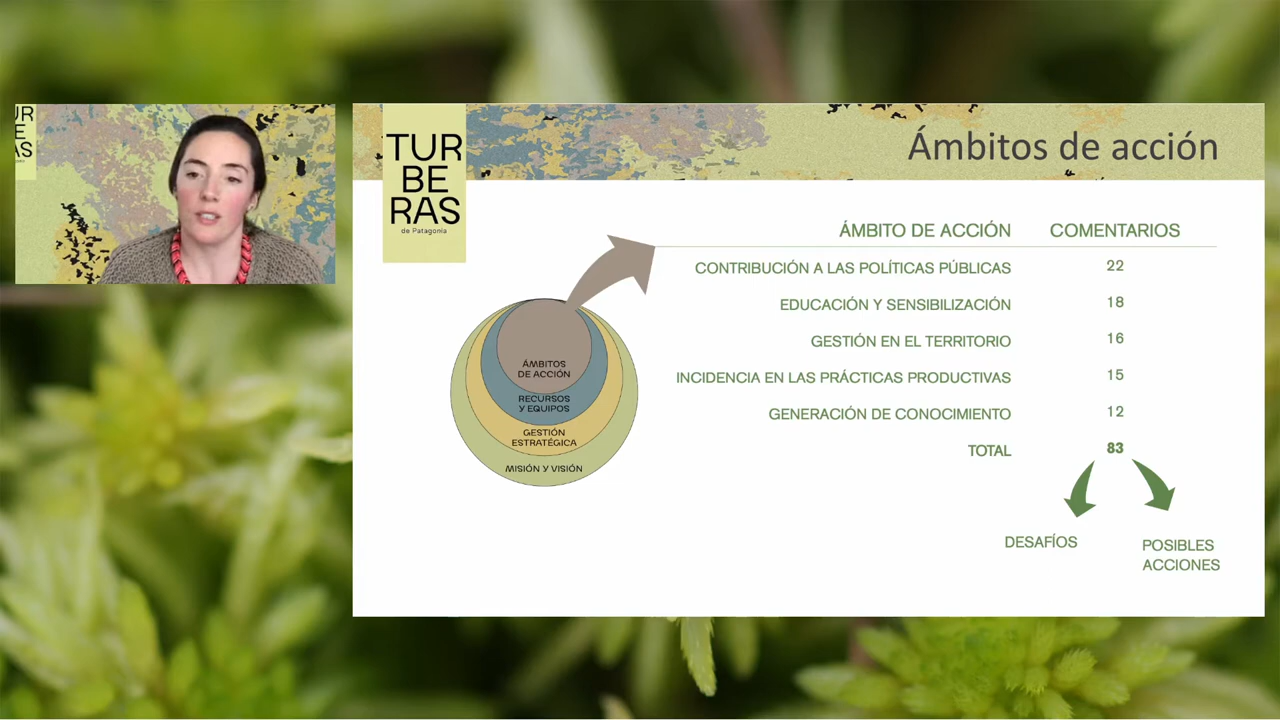 UR
E
AS
TUR
BE
RAS
de Patagonia
Ámbitos de acción
ÁMBITO DE ACCIÓN COMENTARIOS
CONTRIBUCIÓN A LAS POLÍTICAS PÚBLICAS 22
EDUCACIÓN Y SENSIBILIZACIÓN 18
GESTIÓN EN EL TERRITORIO 16
INCIDENCIA EN LAS PRÁCTICAS PRODUCTIVAS 15
GENERACIÓN DE CONOCIMIENTO 12
TOTAL 83
DESAFÍOS
POSIBLES
ACCIONES
ÁMBITOS
DE ACCIÓN
RECURSOS
Y EQUIPOS
GESTIÓN
ESTRATÉGICA
MISIÓN Y VISIÓN